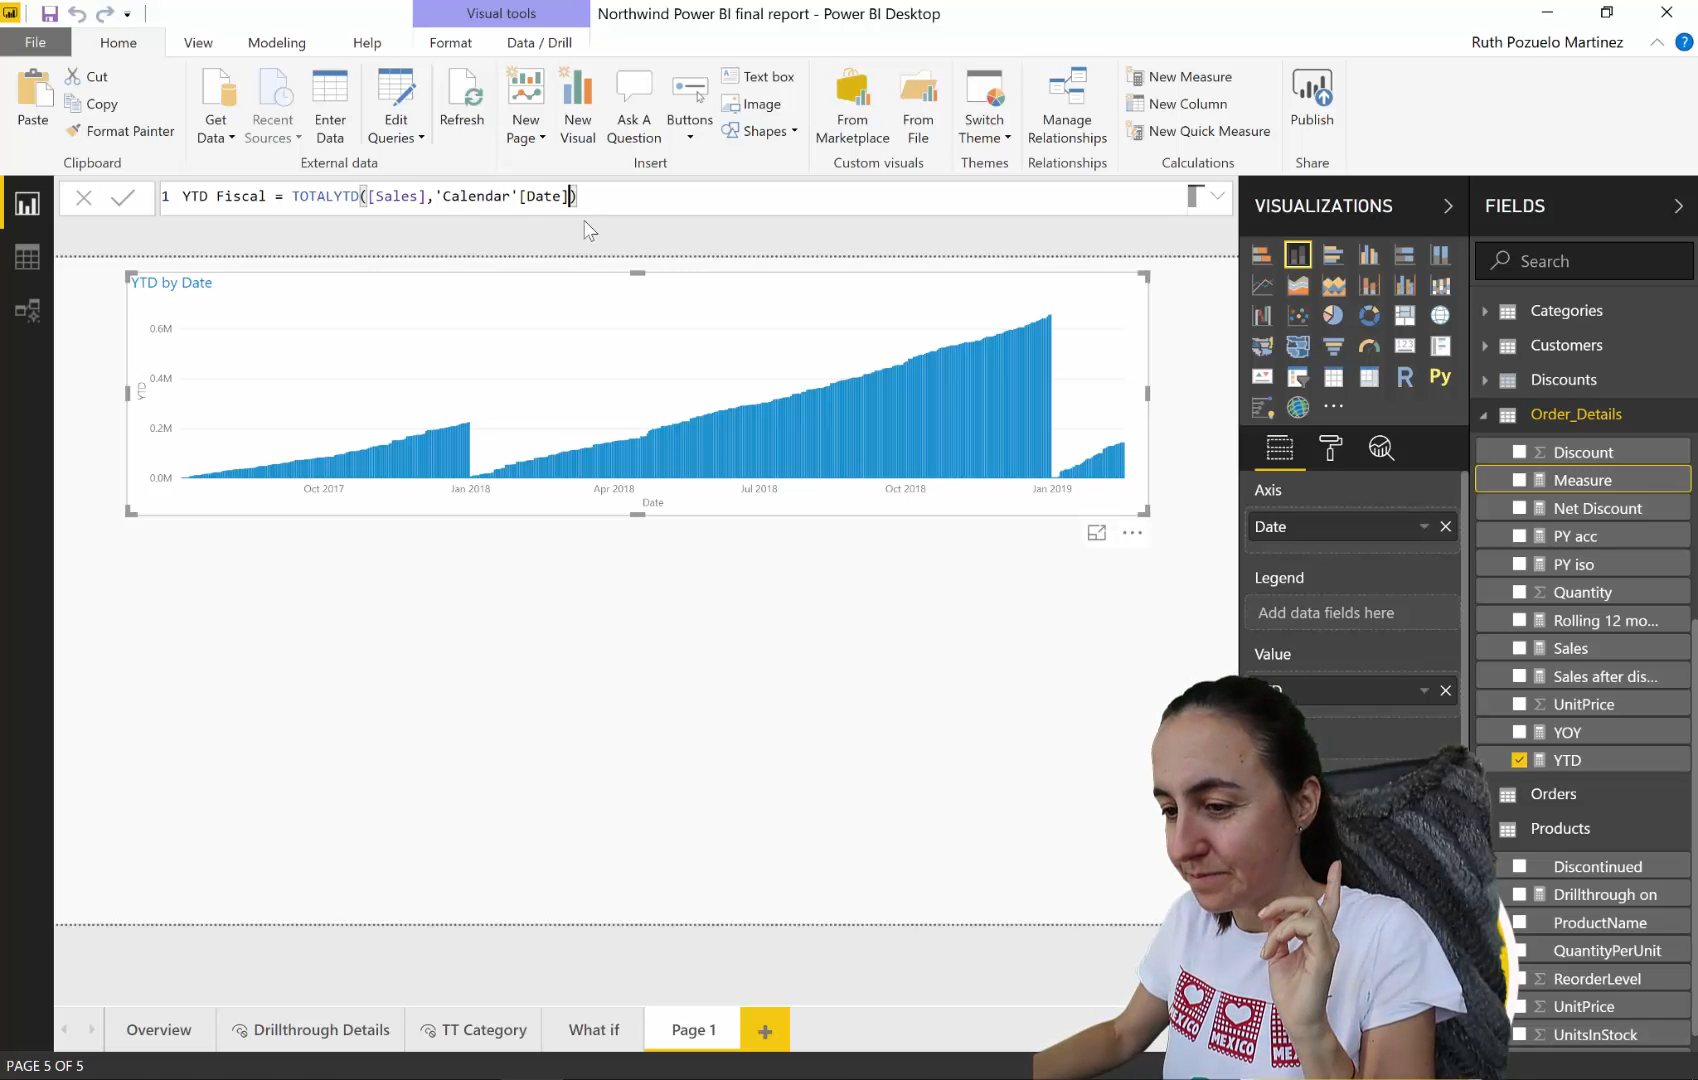 Visual tools
Northwind Power BI final report - Power BI Desktop
File
Home
View
Modeling
Help
Format
Data / Drill
Ruth Pozuelo Martinez
?
Paste
Cut
Copy
Format Painter
Clipboard
Get Data
Recent Sources
Enter Data
Edit Queries
Refresh
External data
New Page
New Visual
Ask A Question
Buttons
Text box
Image
Shapes
Insert
From Marketplace
From File
Custom visuals
Switch Theme
Themes
Manage Relationships
Relationships
New Measure
New Column
New Quick Measure
Calculations
Publish
Share
1 YTD Fiscal = TOTALYTD([Sales],'Calendar'[Date])
YTD by Date
0.6M
0.4M
0.2M
0.0M
YTD
Oct 2017
Jan 2018
Apr 2018
Jul 2018
Oct 2018
Jan 2019
Date
VISUALIZATIONS
123
R
Py
Axis
Date
Legend
Add data fields here
Value
FIELDS
Search
Categories
Customers
Discounts
Order_Details
Discount
Measure
Net Discount
PY acc
PY iso
Quantity
Rolling 12 mo...
Sales
Sales after dis...
UnitPrice
YOY
YTD
Orders
Products
Discontinued
Drillthrough on
ProductName
QuantityPerUnit
ReorderLevel
UnitPrice
UnitsInStock
MEXICO
MEXICO
Overview
Drillthrough Details
TT Category
What if
Page 1
PAGE 5 OF 5